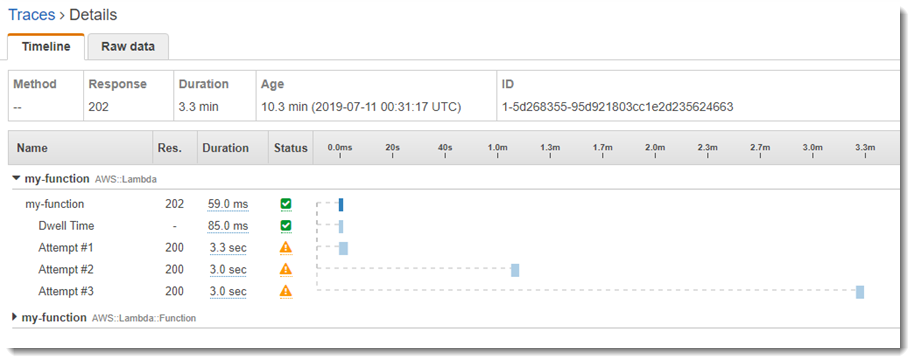 Traces > Details
Timeline Raw data
Method Response Duration Age ID
-- 202 3.3 min 10.3 min (2019-07-11 00:31:17 UTC) 1-5d268355-95d921803cc1e2d235624663
Name Res. Duration Status 0.0ms 20s 40s 1.0m 1.3m 1.7m 2.0m 2.3m 2.7m 3.0m 3.3m
my-function AWS::Lambda
my-function 202 59.0 ms
Dwell Time - 85.0 ms
Attempt #1 200 3.3 sec
Attempt #2 200 3.0 sec
Attempt #3 200 3.0 sec
my-function AWS::Lambda::Function